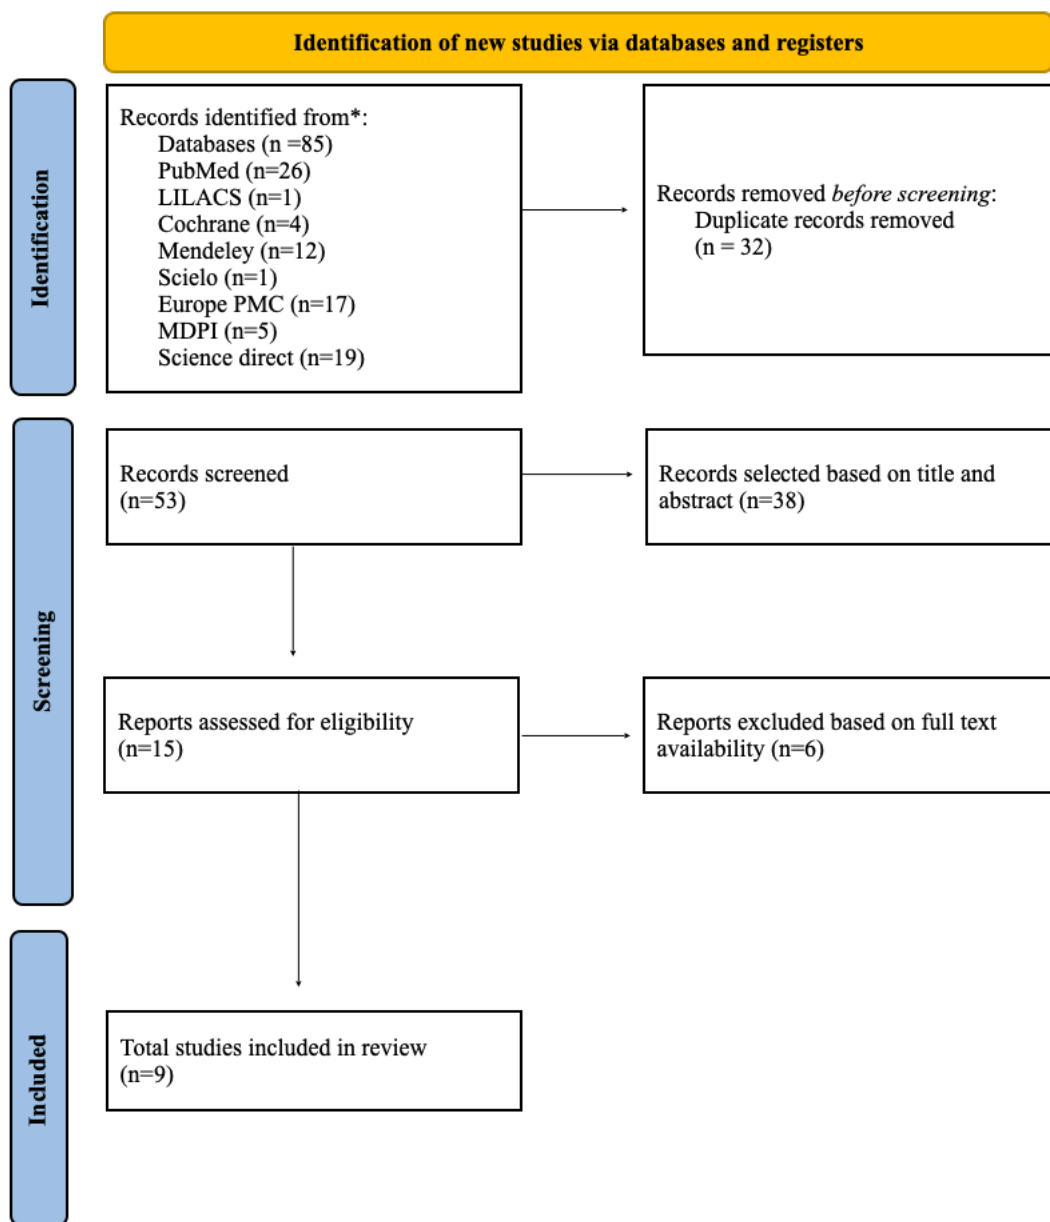 Identification of new studies via databases and registers
Identification
Records identified from*:
Databases (n =85)
PubMed (n=26)
LILACS (n=1)
Cochrane (n=4)
Mendeley (n=12)
Scielo (n=1)
Europe PMC (n=17)
MDPI (n=5)
Science direct (n=19)
Records removed before screening:
Duplicate records removed
(n = 32)
Screening
Records screened
(n=53)
Records selected based on title and
abstract (n=38)
Reports assessed for eligibility
(n=15)
Reports excluded based on full text
availability (n=6)
Included
Total studies included in review
(n=9)